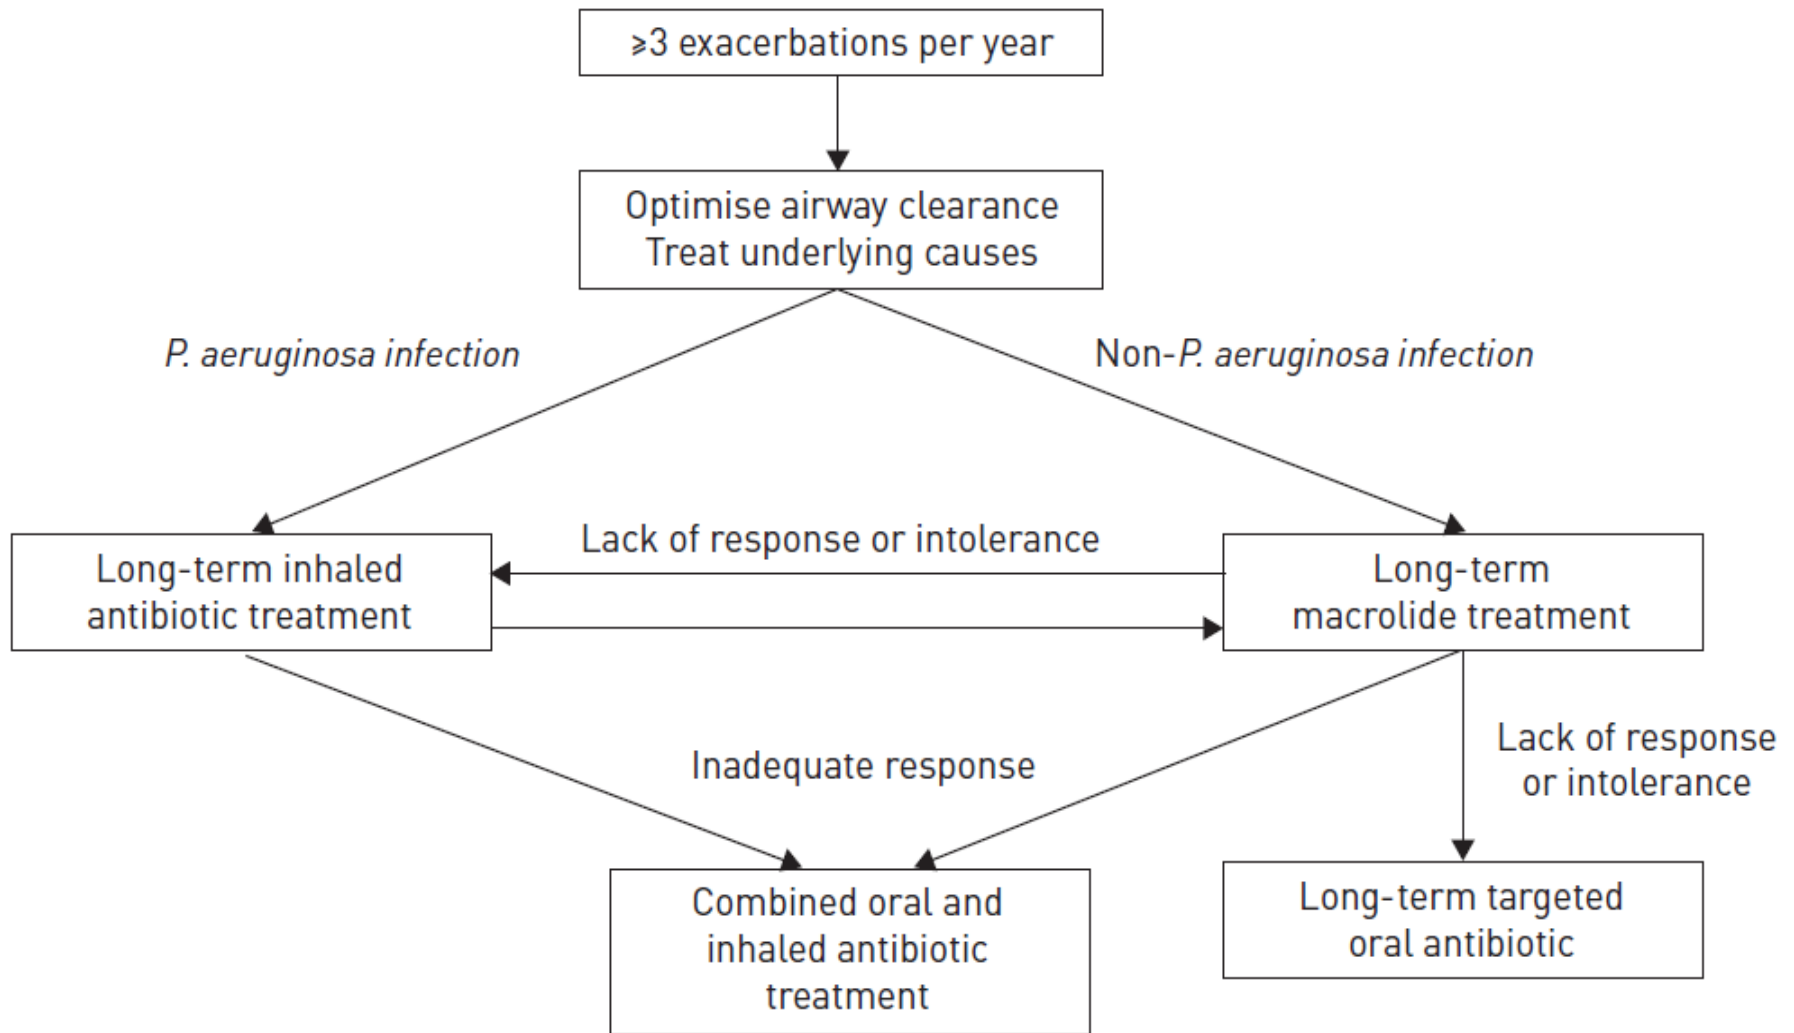 ⩾3 exacerbations per year
Optimise airway clearance
Treat underlying causes
P. aeruginosa infection
Non-P. aeruginosa infection
Long-term inhaled
antibiotic treatment
Lack of response or intolerance
Long-term
macrolide treatment
Inadequate response
Lack of response
or intolerance
Combined oral and
inhaled antibiotic
treatment
Long-term targeted
oral antibiotic